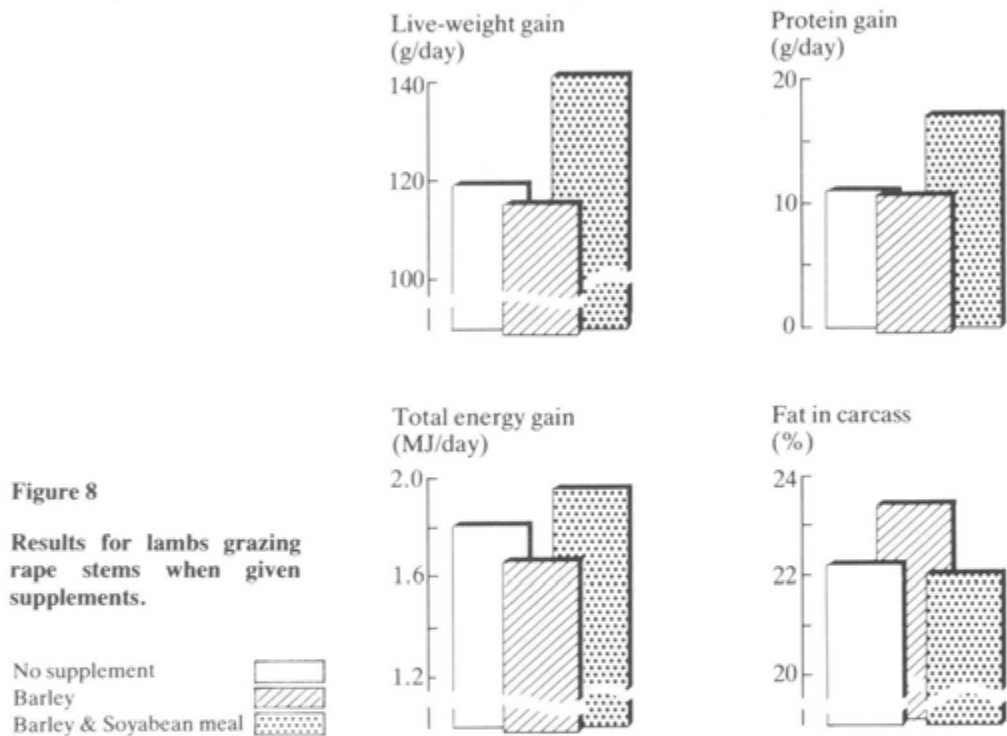 Live-weight gain
(g/day)
140
120
100
Protein gain
(g/day)
20
10
0
Total energy gain
(MJ/day)
2.0
1.6
1.2
Fat in carcass
(%)
24
22
20
Figure 8
Results for lambs grazing
rape stems when given
supplements.
No supplement
Barley
Barley & Soyabean meal